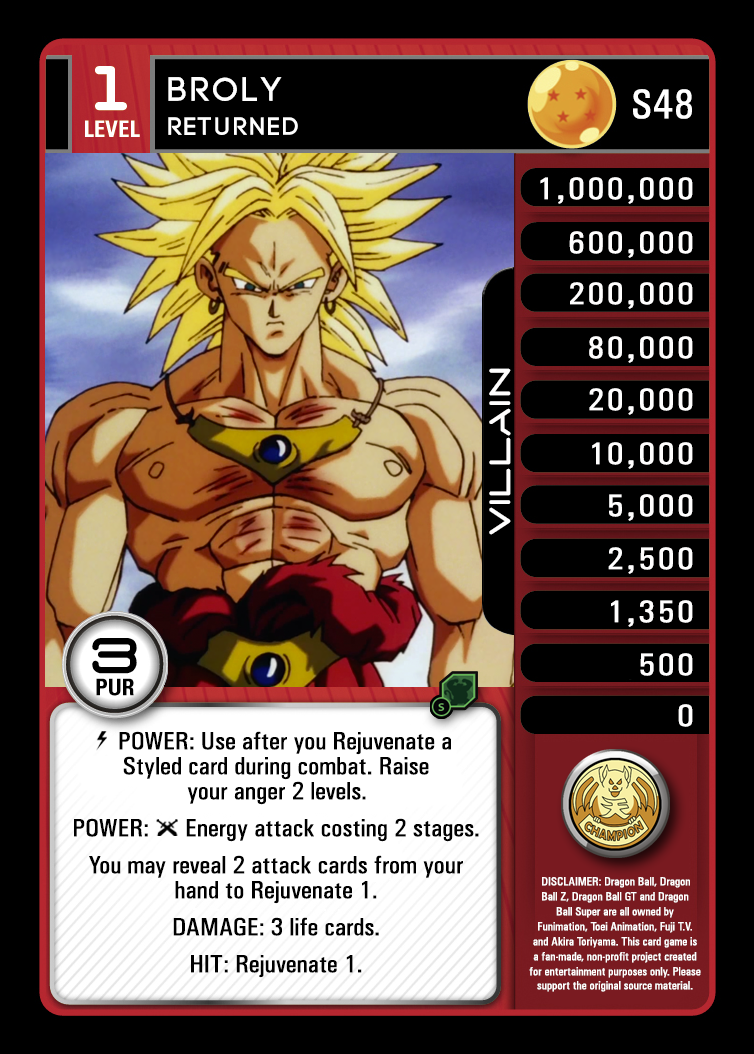 1
LEVEL
BROLY
RETURNED
S48
1,000,000
600,000
200,000
80,000
20,000
10,000
5,000
2,500
1,350
500
0
VILLAIN
3
PUR
S
POWER: Use after you Rejuvenate a
Styled card during combat. Raise
your anger 2 levels.
POWER: Energy attack costing 2 stages.
You may reveal 2 attack cards from your
hand to Rejuvenate 1.
DAMAGE: 3 life cards.
HIT: Rejuvenate 1.
CHAMPION
DISCLAIMER: Dragon Ball, Dragon
Ball Z, Dragon Ball GT and Dragon
Ball Super are all owned by
Funimation, Toei Animation, Fuji T.V.
and Akira Toriyama. This card game is
a fan-made, non-profit project created
for entertainment purposes only. Please
support the original source material.